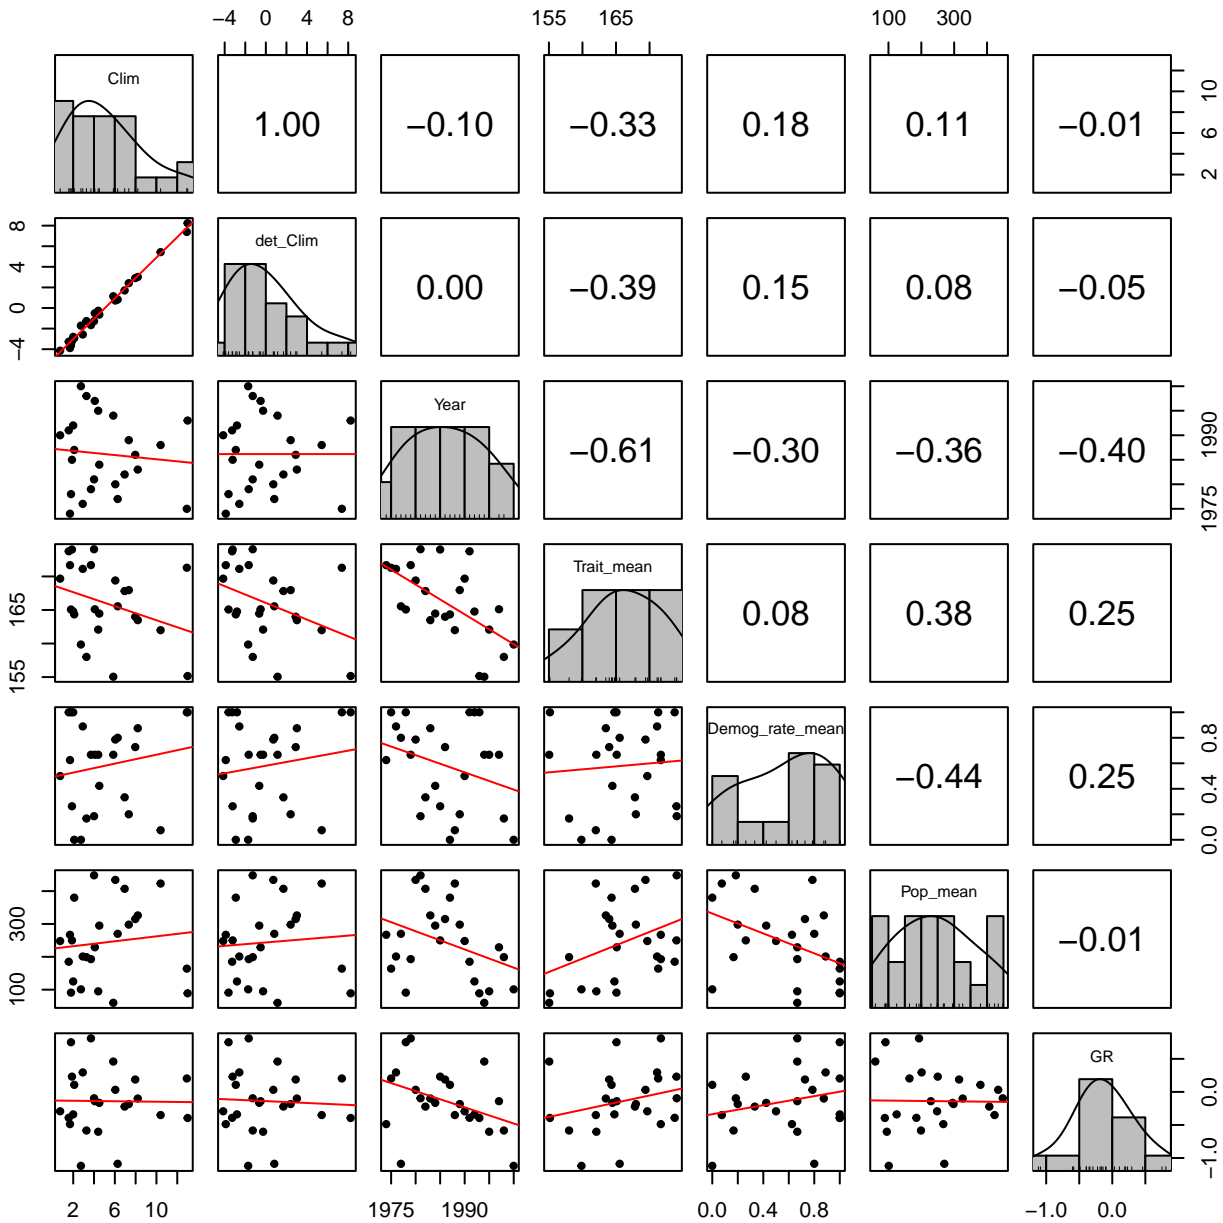 −4 0 4 8 155 165 100 300
Clim
1.00 −0.10 −0.33 0.18 0.11 −0.01
2 6 10
−4 0 4 8
det_Clim
0.00 −0.39 0.15 0.08 −0.05
Year
−0.61 −0.30 −0.36 −0.40
1975 1990
155 165
Trait_mean
0.08 0.38 0.25
Demog_rate_mean
−0.44 0.25
0.0 0.4 0.8
100 300
Pop_mean
−0.01
GR
−1.0 0.0
2 6 10 1975 1990 0.0 0.4 0.8 −1.0 0.0